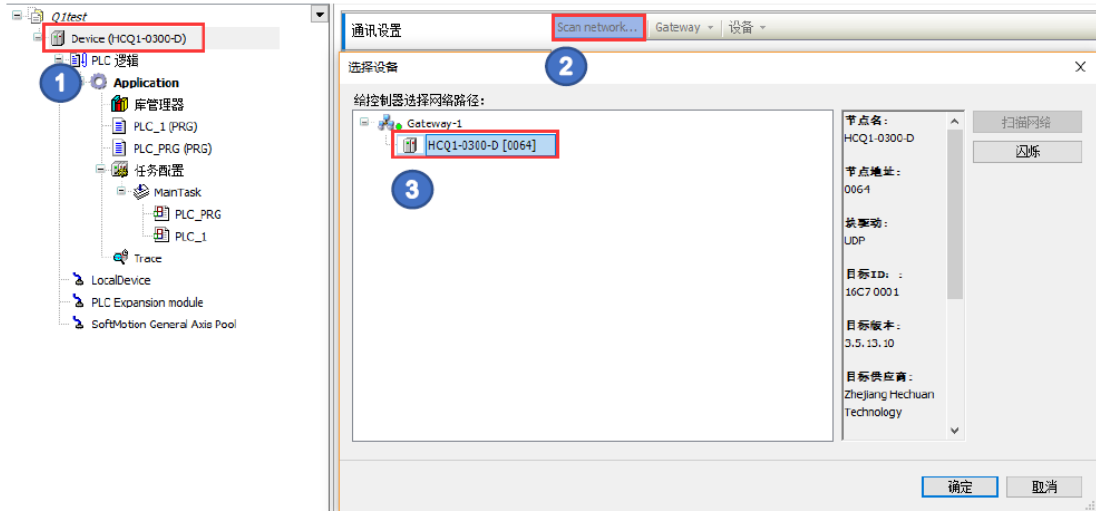 Q1test
Device (HCQ1-0300-D)
PLC 逻辑
1
Application
库管理器
PLC_1 (PRG)
PLC_PRG (PRG)
任务配置
MainTask
PLC_PRG
PLC_1
Trace
LocalDevice
PLC Expansion module
SoftMotion General Axis Pool
通讯设置
Scan network...
Gateway
设备
选择设备
2
给控制器选择网络路径:
Gateway-1
HCQ1-0300-D [0064]
3
节点名:
HCQ1-0300-D
节点地址:
0064
块驱动:
UDP
目标ID: :
16C7 0001
目标版本:
3.5.13.10
目标供应商:
Zhejiang Hechuan
Technology
扫描网络
闪烁
确定
取消